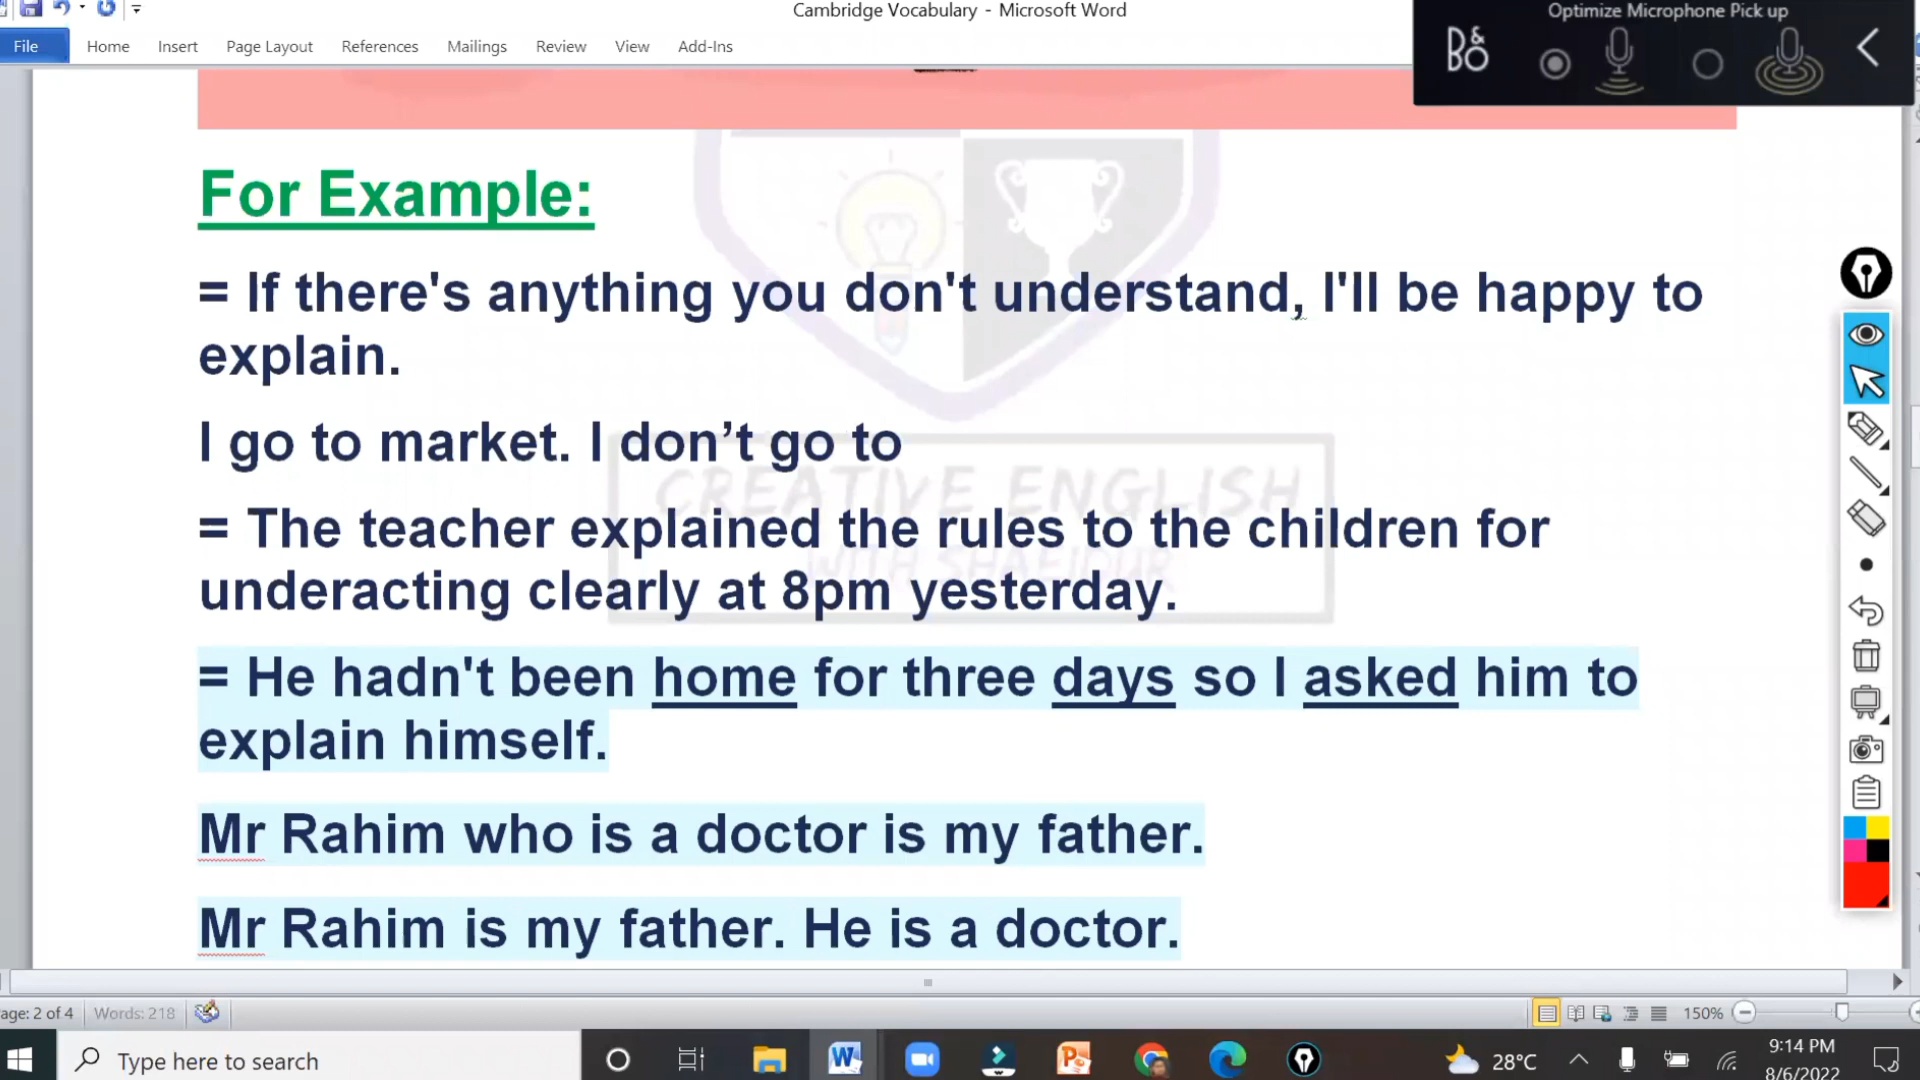 Cambridge Vocabulary - Microsoft Word
Optimize Microphone Pick up
B&O
File Home Insert Page Layout References Mailings Review View Add-Ins
For Example:
= If there's anything you don't understand, I'll be happy to
explain.
I go to market. I don’t go to
CREATIVE ENGLISH
= The teacher explained the rules to the children for
WITH SHAFIOUR
underacting clearly at 8pm yesterday.
= He hadn't been home for three days so I asked him to
explain himself.
Mr Rahim who is a doctor is my father.
Mr Rahim is my father. He is a doctor.
age: 2 of 4 Words: 218 150%
Type here to search
28°C
9:14 PM
8/6/2022